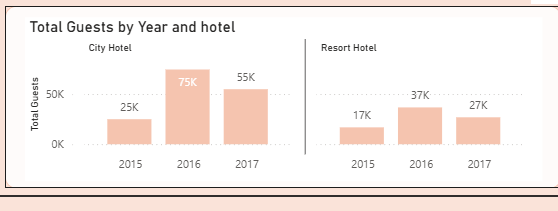 Total Guests by Year and hotel
City Hotel
Resort Hotel
Total Guests
50K
0K
25K
75K
55K
2015
2016
2017
17K
37K
27K
2015
2016
2017